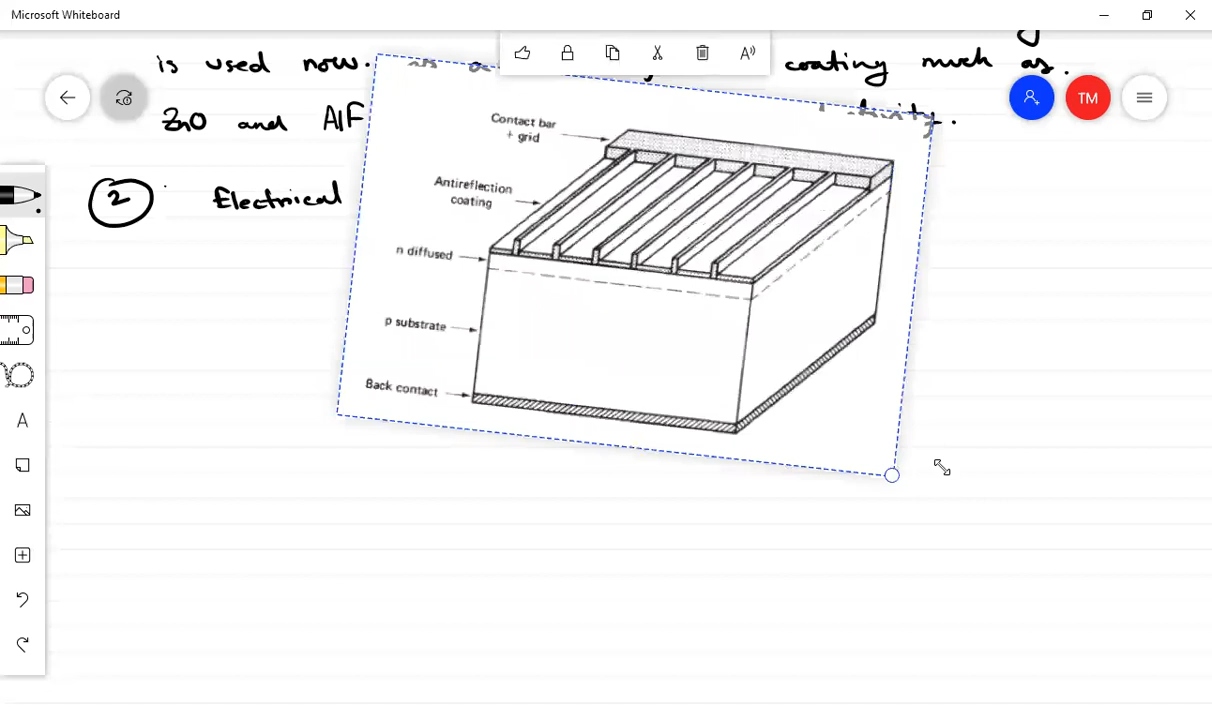 Microsoft Whiteboard
is used now. coating much as.
ZnO and AlF
TM
2 Electrical
Contact bar
+ grid
Antireflection
coating
n diffused
p substrate
Back contact
A